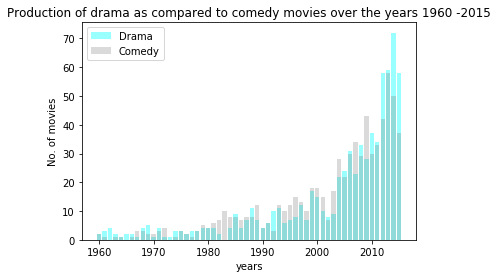 Production of drama as compared to comedy movies over the years 1960 -2015
Drama
Comedy
No. of movies
70
60
50
40
30
20
10
0
1960 1970 1980 1990 2000 2010
years